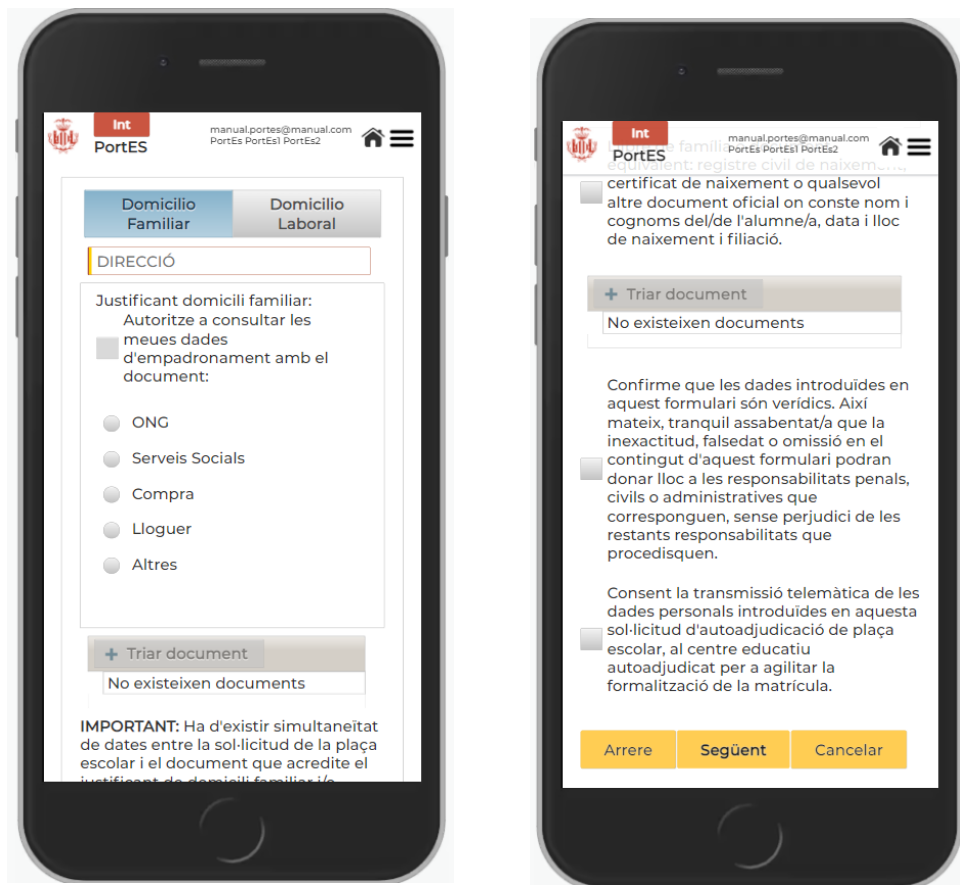 Int
PortES
manual.portes@manual.com
PortEs PortEs1 PortEs2
Domicilio
Familiar
Domicilio
Laboral
DIRECCIÓ
Justificant domicili familiar:
Autoritze a consultar les
meues dades
d'empadronament amb el
document:
ONG
Serveis Socials
Compra
Lloguer
Altres
+ Triar document
No existeixen documents
IMPORTANT: Ha d'existir simultaneïtat
de dates entre la sol·licitud de la plaça
escolar i el document que acredite el
justificant de domicili familiar i/o
Int
PortES
manual.portes@manual.com
PortEs PortEs1 PortEs2
familia
equivalent: registre civil de naixement,
certificat de naixement o qualsevol
altre document oficial on conste nom i
cognoms del/de l'alumne/a, data i lloc
de naixement i filiació.
+ Triar document
No existeixen documents
Confirme que les dades introduïdes en
aquest formulari són verídics. Així
mateix, tranquil assabentat/a que la
inexactitud, falsedat o omissió en el
contingut d'aquest formulari podran
donar lloc a les responsabilitats penals,
civils o administratives que
corresponguen, sense perjudici de les
restants responsabilitats que
procedisquen.
Consent la transmissió telemàtica de les
dades personals introduïdes en aquesta
sol·licitud d'autoadjudicació de plaça
escolar, al centre educatiu
autoadjudicat per a agilitar la
formalització de la matrícula.
Arrere
Següent
Cancelar